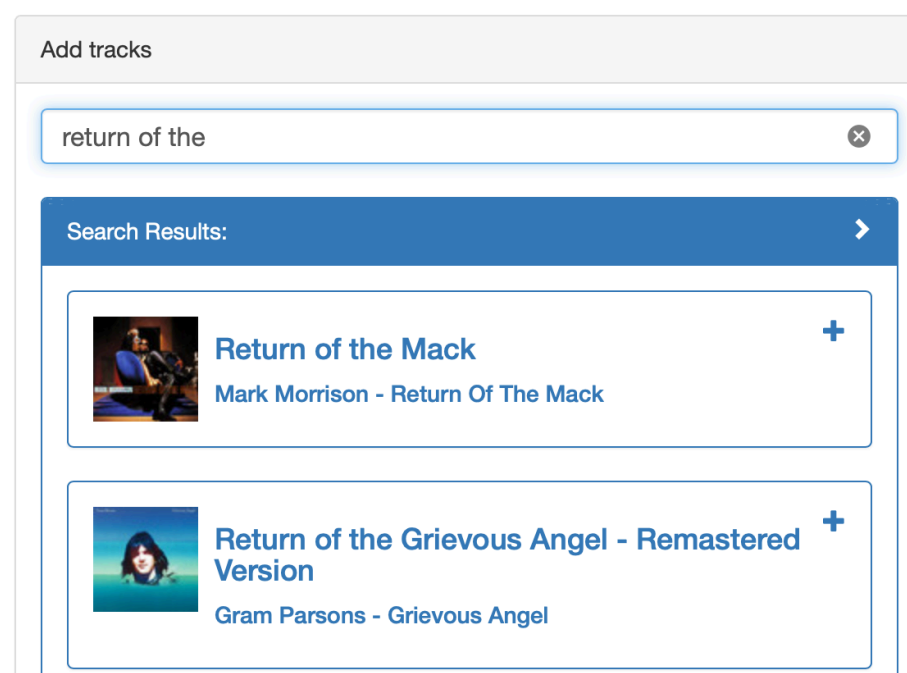 Add tracks
return of the
Search Results:
Return of the Mack
Mark Morrison - Return Of The Mack
Return of the Grievous Angel - Remastered
Version
Gram Parsons - Grievous Angel